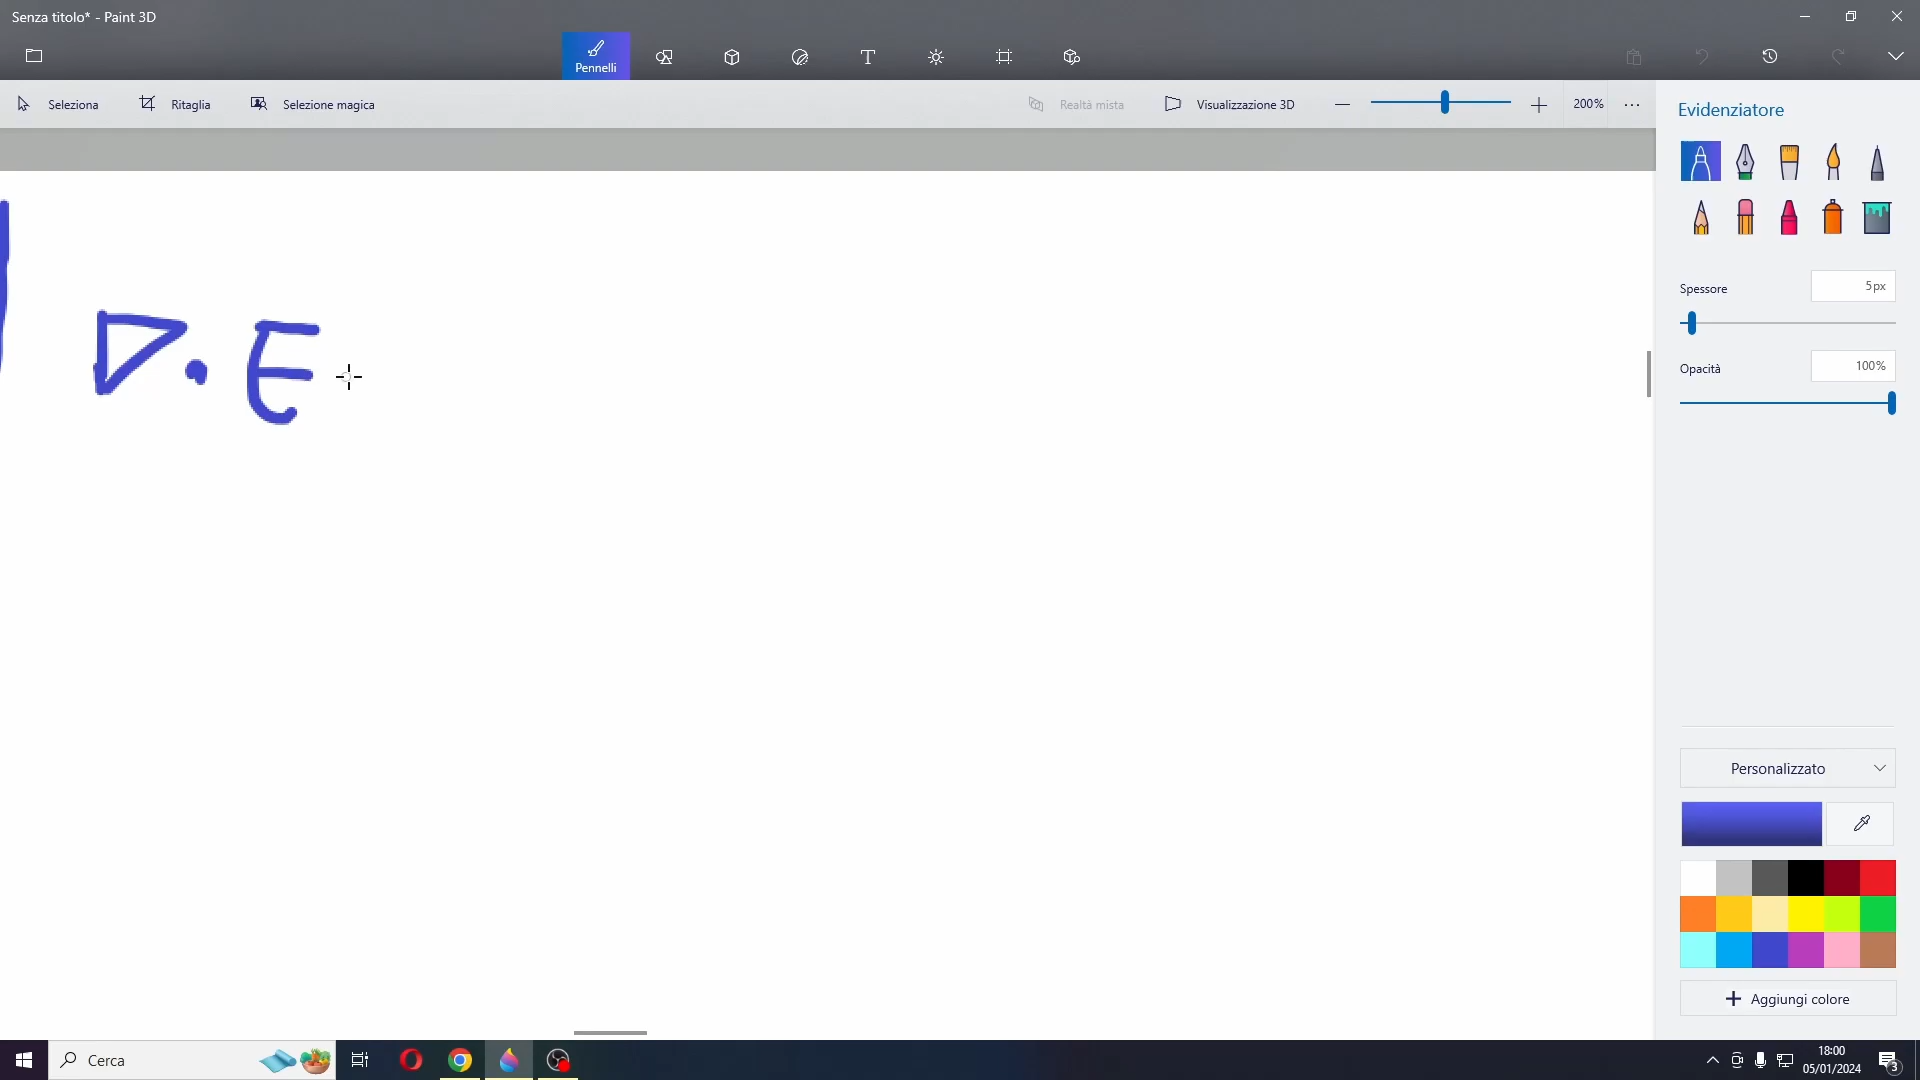 Senza titolo* - Paint 3D
Pennelli
Seleziona
Ritaglia
Selezione magica
Realtà mista
Visualizzazione 3D
200%
Evidenziatore
Spessore
5px
Opacità
100%
D. E
Personalizzato
Aggiungi colore
Cerca
18:00
05/01/2024
3